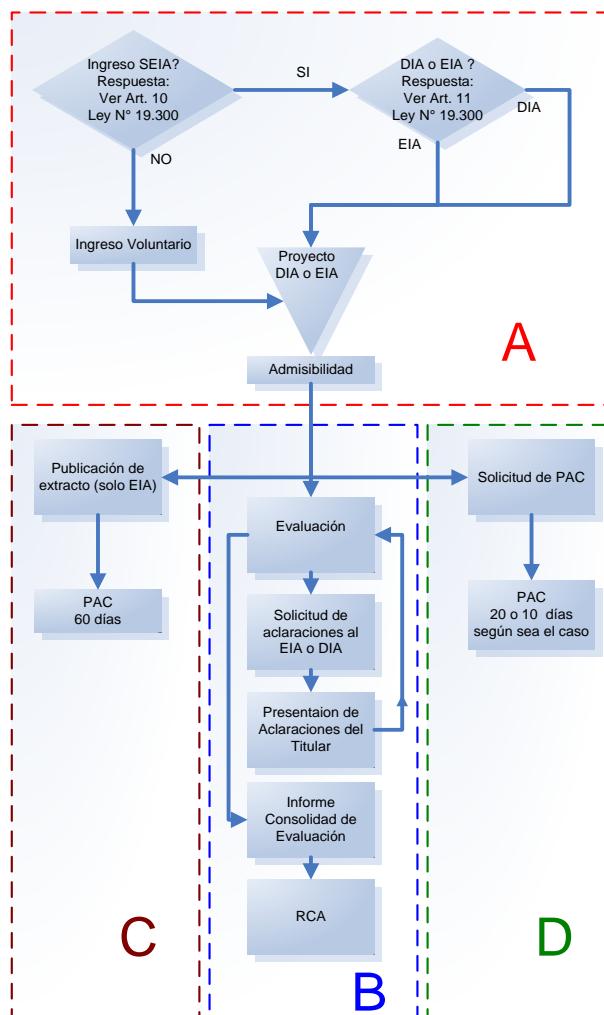 Ingreso SEIA?
Respuesta:
Ver Art. 10
Ley N° 19.300
SI
DIA o EIA ?
Respuesta:
Ver Art. 11
Ley N° 19.300
DIA
EIA
NO
Ingreso Voluntario
Proyecto
DIA o EIA
A
Admisibilidad
Publicación de
extracto (solo EIA)
PAC
60 días
C
Evaluación
Solicitud de
aclaraciones al
EIA o DIA
Presentaion de
Aclaraciones del
Titular
Informe
Consolidad de
Evaluación
RCA
B
Solicitud de PAC
PAC
20 o 10 días
según sea el caso
D